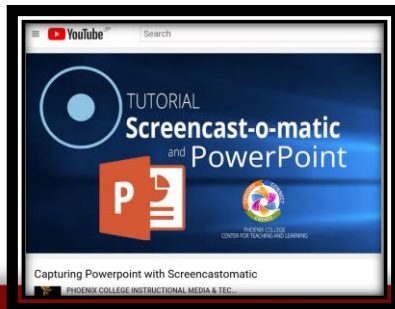 YouTube JP
Search
TUTORIAL
Screencast-o-matic
and PowerPoint
P
PHOENIX COLLEGE
CENTER FOR TEACHING AND LEARNING
Capturing Powerpoint with Screencastomatic
PHOENIX COLLEGE INSTRUCTIONAL MEDIA & TEC...